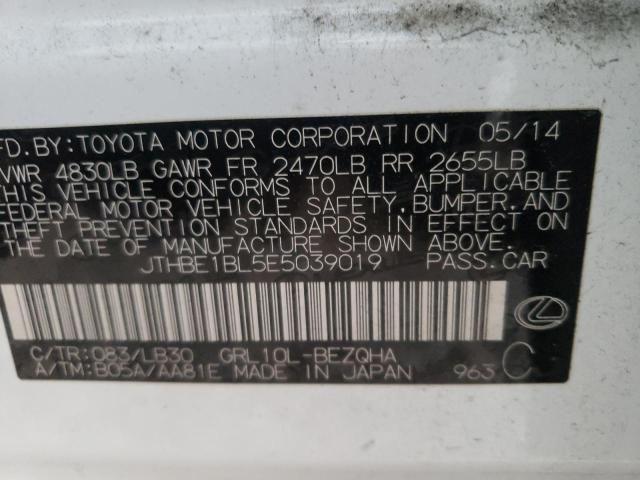 FD.BY:TOYOTA MOTOR CORPORATION 05/14
VWR 4830LB GAWR FR 2470LB RR 2655LB
THIS VEHICLE CONFORMS TO ALL APPLICABLE
FEDERAL MOTOR VEHICLE SAFETY, BUMPER, AND
THEFT PREVENTION STANDARDS IN EFFECT ON
THE DATE OF MANUFACTURE SHOWN ABOVE.
JTHBE1BL5E5039019 PASS.CAR
C/TR:083/LB30 GRL10L-BEZQHA
A/TM:B05A/AA81E MADE IN JAPAN 963 C